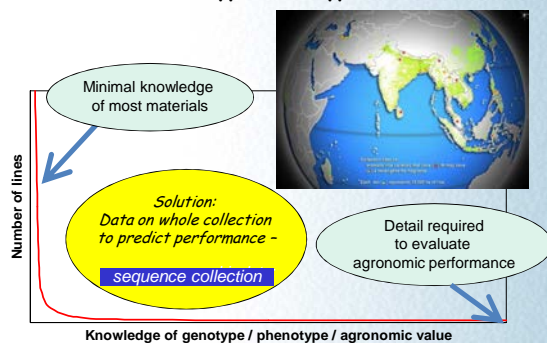 Minimal knowledge
of most materials
Number of lines
Solution:
Data on whole collection
to predict performance –
sequence collection
Detail required
to evaluate
agronomic performance
Knowledge of genotype / phenotype / agronomic value